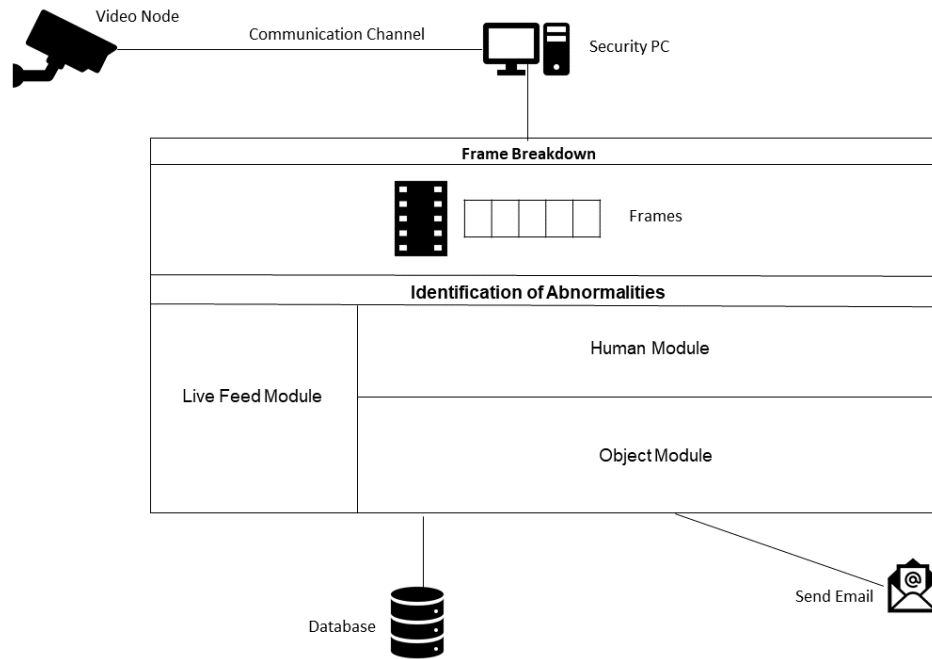 Video Node
Communication Channel
Security PC
Frame Breakdown
Frames
Identification of Abnormalities
Live Feed Module
Human Module
Object Module
Send Email
Database